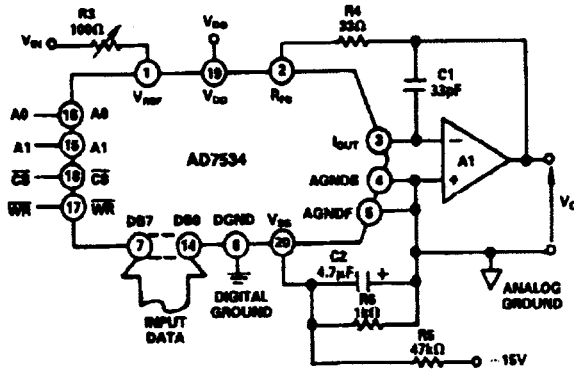 R3
100Ω
VIN
VDD
R4
33Ω
1
19
2
VREF
VDD
RFB
C1
33pF
A0
16
A0
A1
15
A1
CS
18
CS
WR
17
WR
AD7534
3
IOUT
4
AGNDS
5
AGNDF
−
A1
+
DB7
DB0
DGND
VSS
7
14
6
20
INPUT
DATA
DIGITAL
GROUND
C2
4.7μF
+
R6
1kΩ
R5
47kΩ
-15V
ANALOG
GROUND